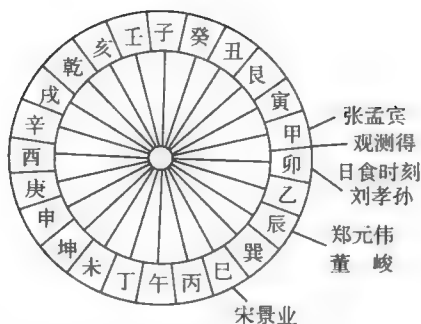 子
癸
丑
艮
寅
甲
卯
乙
辰
巽
巳
丙
午
丁
未
坤
申
庚
酉
辛
戌
乾
亥
壬
张孟宾
观测得
日食时刻
刘孝孙
郑元伟
董峻
宋景业